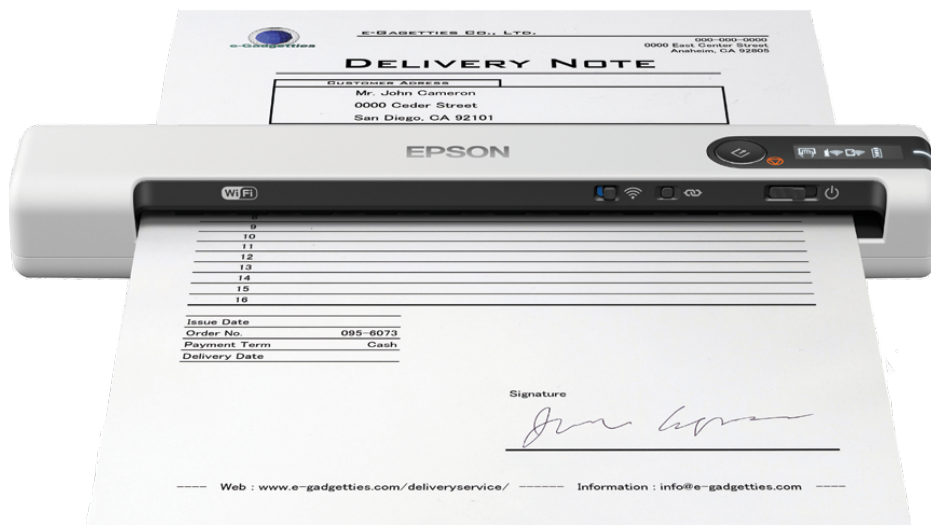 e-Gadgetties
E-GAGETTIES CO., LTD.
000-000-0000
0000 East Center Street
Anaheim, CA 92805
DELIVERY NOTE
CUSTOMER ADRESS
Mr. John Cameron
0000 Ceder Street
San Diego, CA 92101
EPSON
WiFi
8
9
10
11
12
13
14
15
16
Issue Date
Order No. 095-6073
Payment Term Cash
Delivery Date
Signature
---- Web : www.e-gadgetties.com/deliveryservice/ ------ Information : info@e-gadgetties.com ----